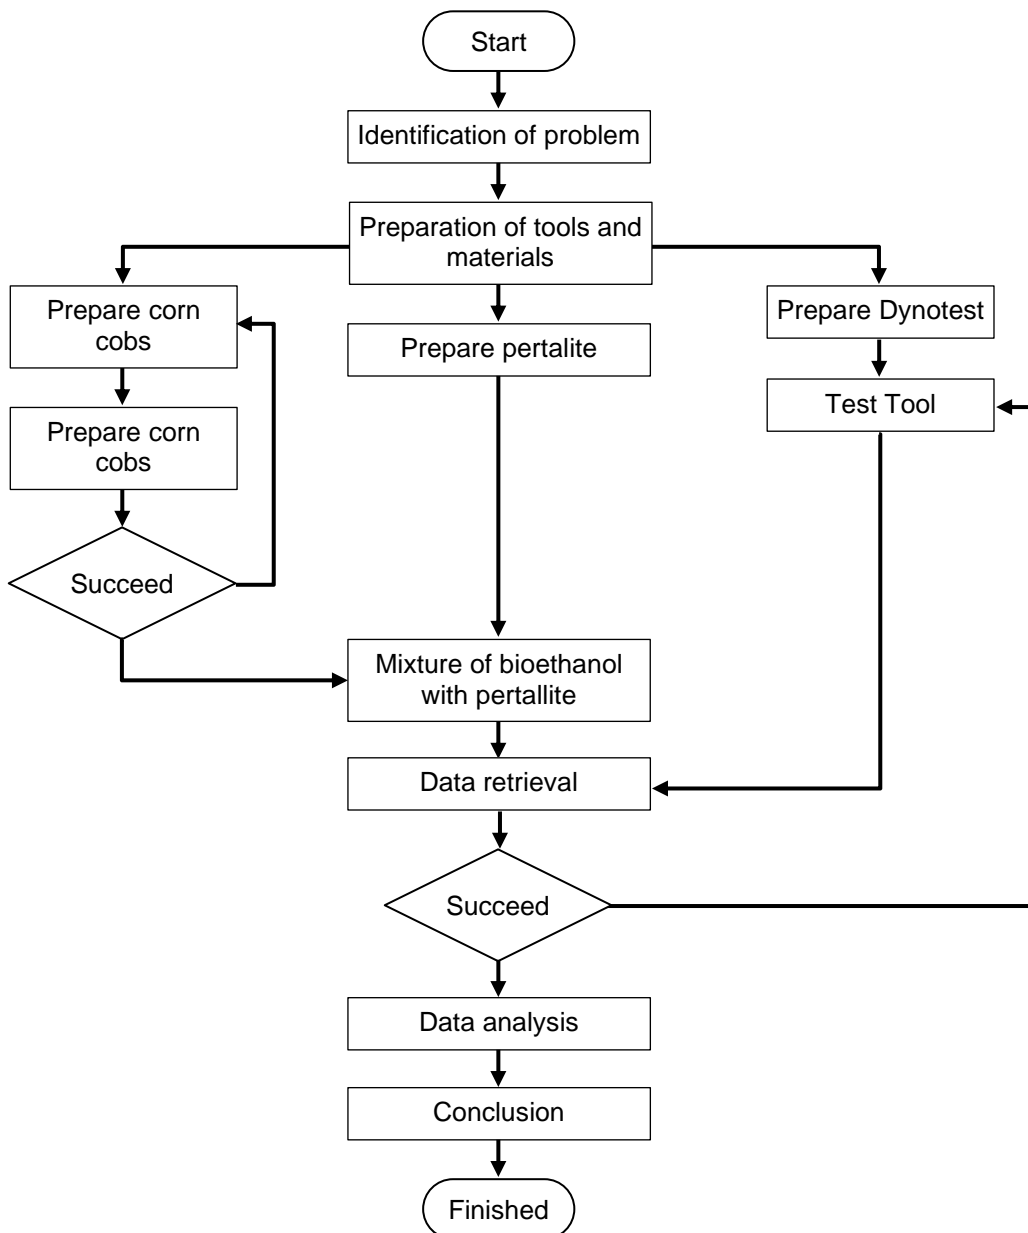 Start
Identification of problem
Preparation of tools and
materials
Prepare corn
cobs
Prepare pertalite
Prepare Dynotest
Prepare corn
cobs
Test Tool
Succeed
Mixture of bioethanol
with pertallite
Data retrieval
Succeed
Data analysis
Conclusion
Finished